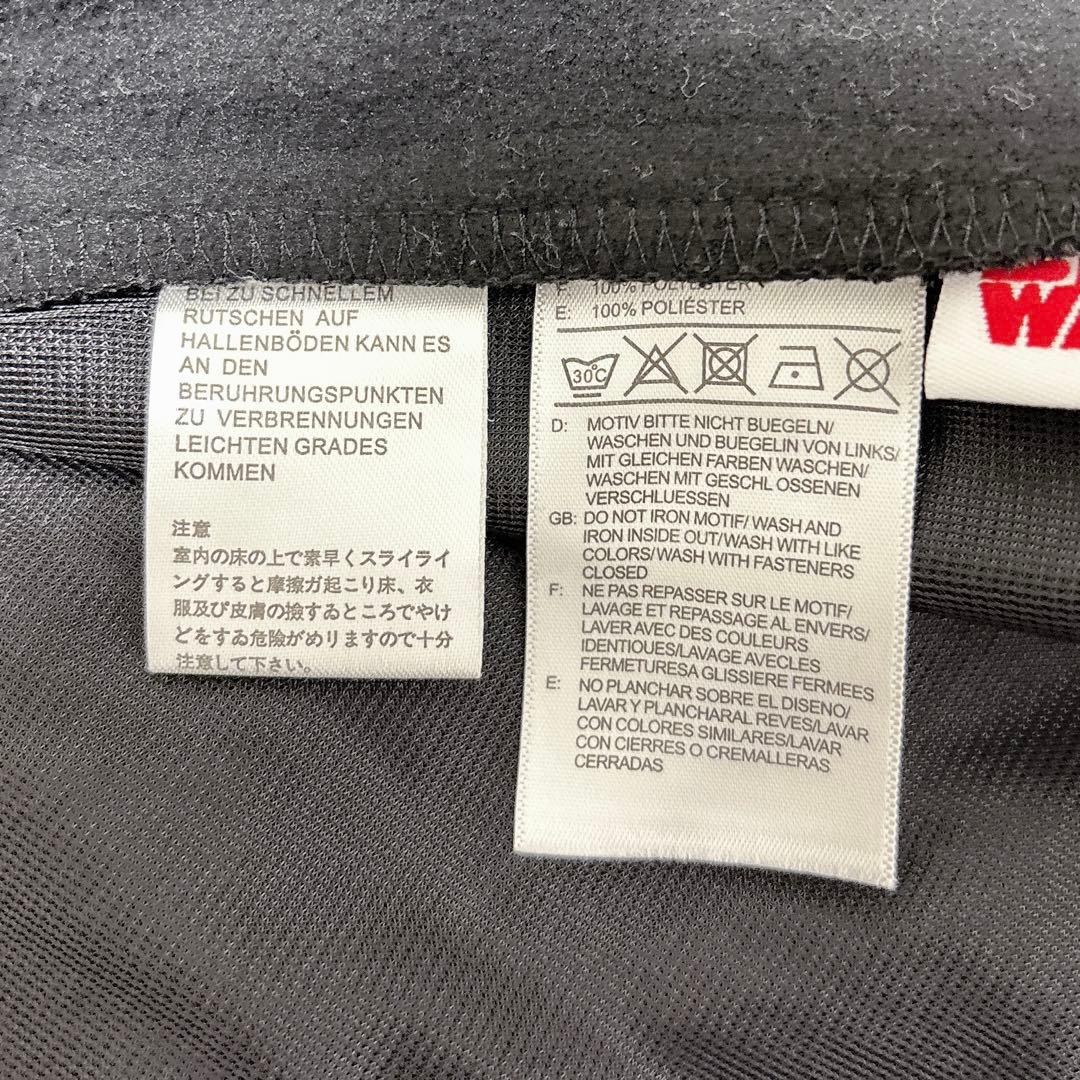 BEI ZU SCHNELLEM
RUTSCHEN AUF
HALLENBÖDEN KANN ES
AN DEN
BERUHRUNGSPUNKTEN
ZU VERBRENNUNGEN
LEICHTEN GRADES
KOMMEN
注意
室内の床の上で素早くスライライ
ングすると摩擦ガ起こり床、衣
服及び皮膚の撿するところでやけ
どをする危險がめりますので十分
注意して下さい。
F: 100% POLYESTER
E: 100% POLIÉSTER
30°C
D: MOTIV BITTE NICHT BUEGELN/
WASCHEN UND BUEGELIN VON LINKS/
MIT GLEICHEN FARBEN WASCHEN/
WASCHEN MIT GESCHL OSSENEN
VERSCHLUESSEN
GB: DO NOT IRON MOTIF/ WASH AND
IRON INSIDE OUT/WASH WITH LIKE
COLORS/WASH WITH FASTENERS
CLOSED
F: NE PAS REPASSER SUR LE MOTIF/
LAVAGE ET REPASSAGE AL ENVERS/
LAVER AVEC DES COULEURS
IDENTIOUES/LAVAGE AVECLES
FERMETURESA GLISSIERE FERMEES
E: NO PLANCHAR SOBRE EL DISENO/
LAVAR Y PLANCHARAL REVES/LAVAR
CON COLORES SIMILARES/LAVAR
CON CIERRES O CREMALLERAS
CERRADAS